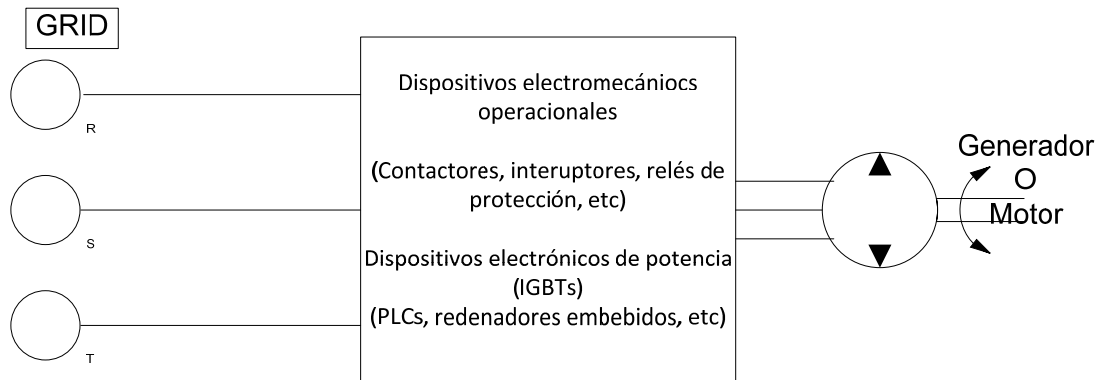 GRID
R
S
T
Dispositivos electromecániocs
operacionales
(Contactores, interuptores, relés de
protección, etc)
Dispositivos electrónicos de potencia
(IGBTs)
(PLCs, redenadores embebidos, etc)
Generador
O
Motor